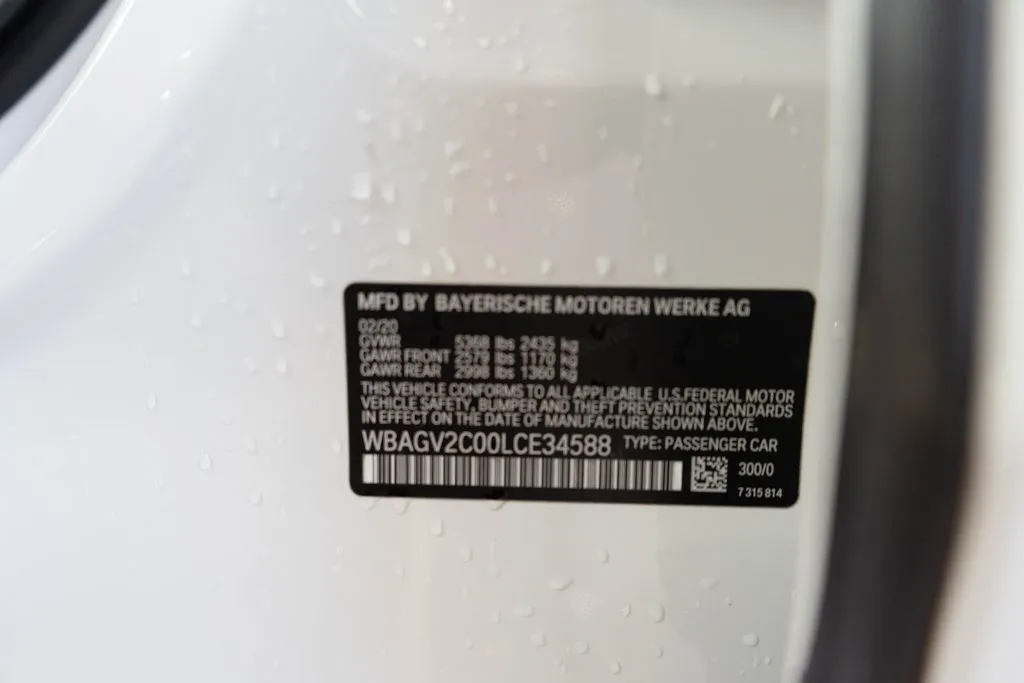 MFD BY BAYERISCHE MOTOREN WERKE AG
02/20
GVWR 5368 lbs 2435 kg
GAWR FRONT 2579 lbs 1170 kg
GAWR REAR 2998 lbs 1360 kg
THIS VEHICLE CONFORMS TO ALL APPLICABLE U.S.FEDERAL MOTOR
VEHICLE SAFETY, BUMPER AND THEFT PREVENTION STANDARDS
IN EFFECT ON THE DATE OF MANUFACTURE SHOWN ABOVE.
WBAGV2C00LCE34588 TYPE: PASSENGER CAR
300/0
7 315 814